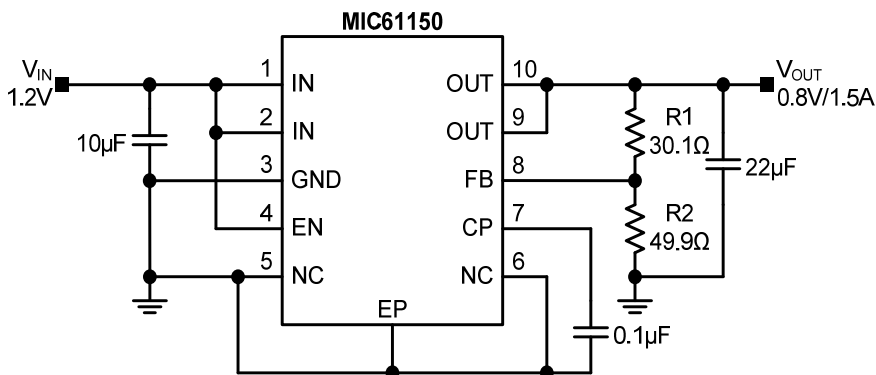 MIC61150
V_IN
1.2V
10µF
1
IN
2
IN
3
GND
4
EN
5
NC
EP
OUT
10
OUT
9
FB
8
CP
7
NC
6
R1
30.1Ω
R2
49.9Ω
22µF
0.1µF
V_OUT
0.8V/1.5A